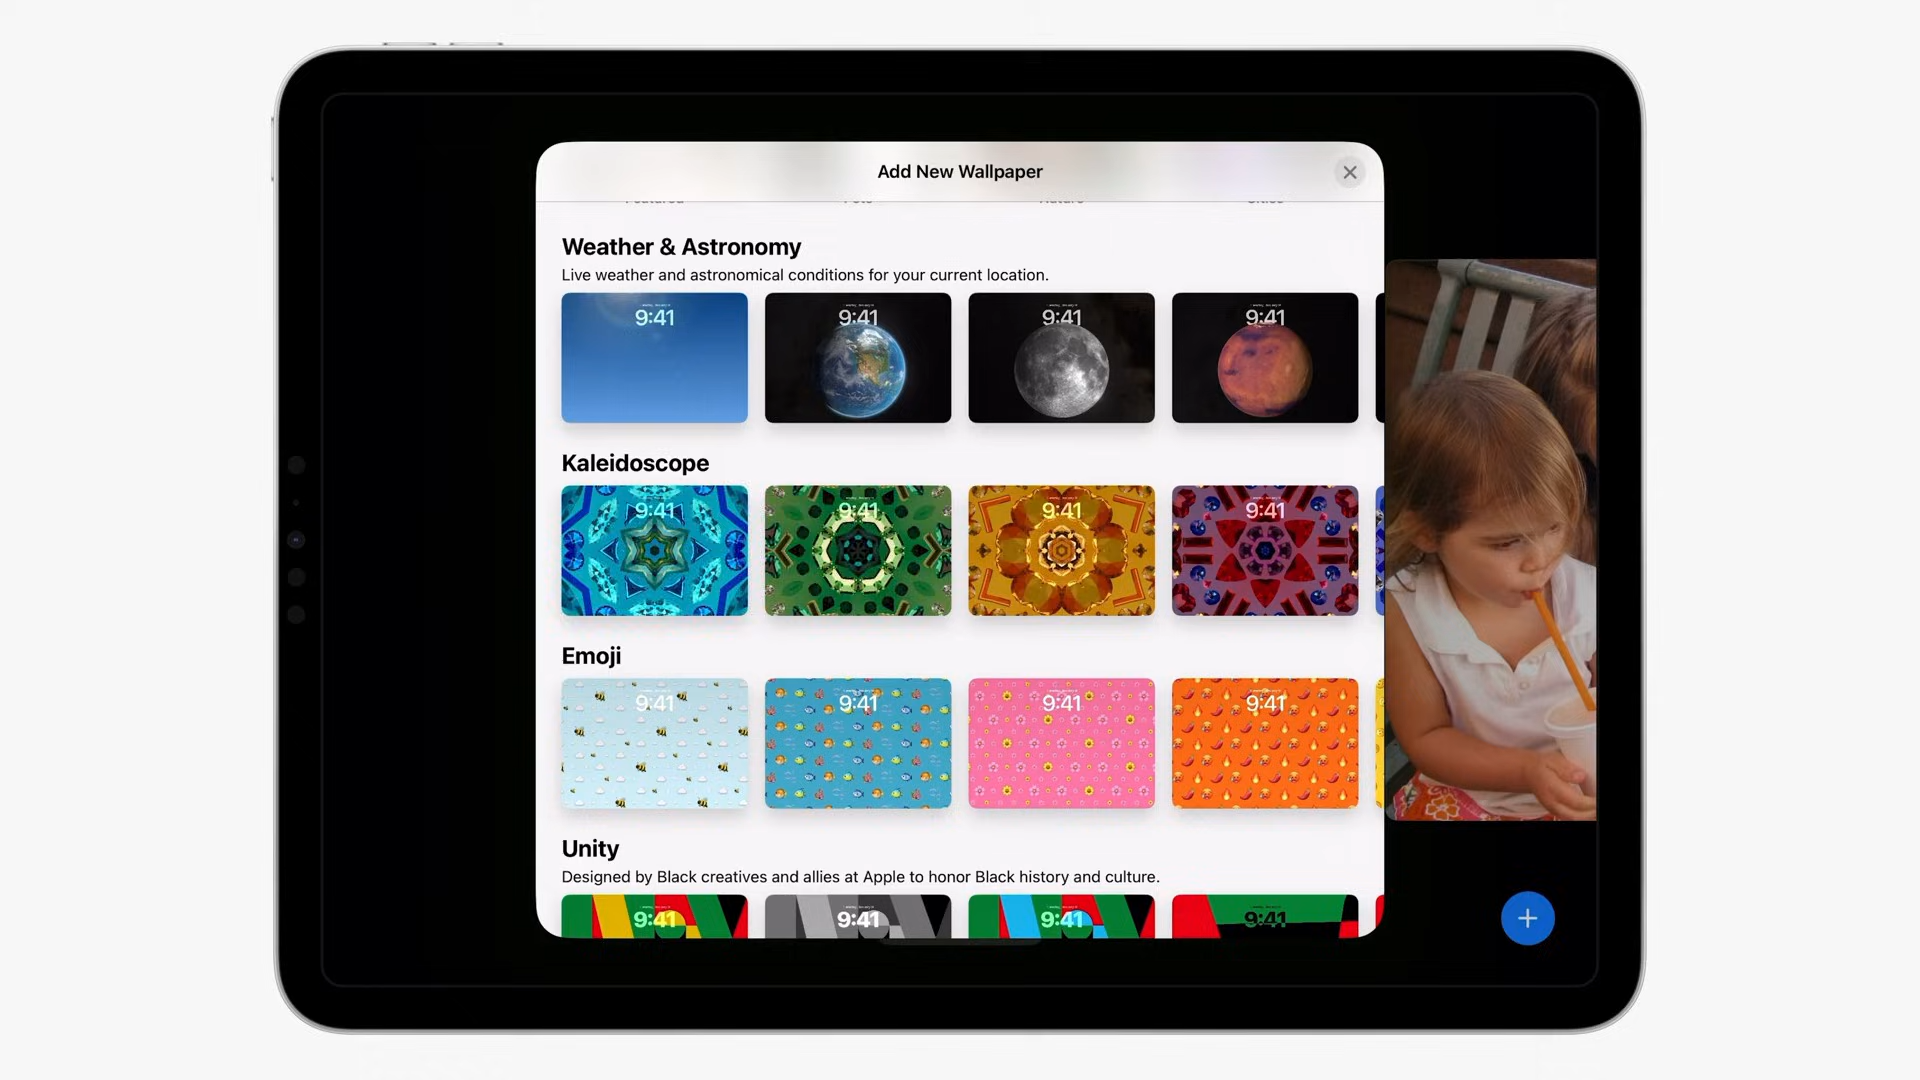 Add New Wallpaper
Weather & Astronomy
Live weather and astronomical conditions for your current location.
9:41
9:41
9:41
9:41
Kaleidoscope
9:41
9:41
9:41
9:41
Emoji
9:41
9:41
9:41
9:41
Unity
Designed by Black creatives and allies at Apple to honor Black history and culture.
9:41
9:41
9:41
9:41